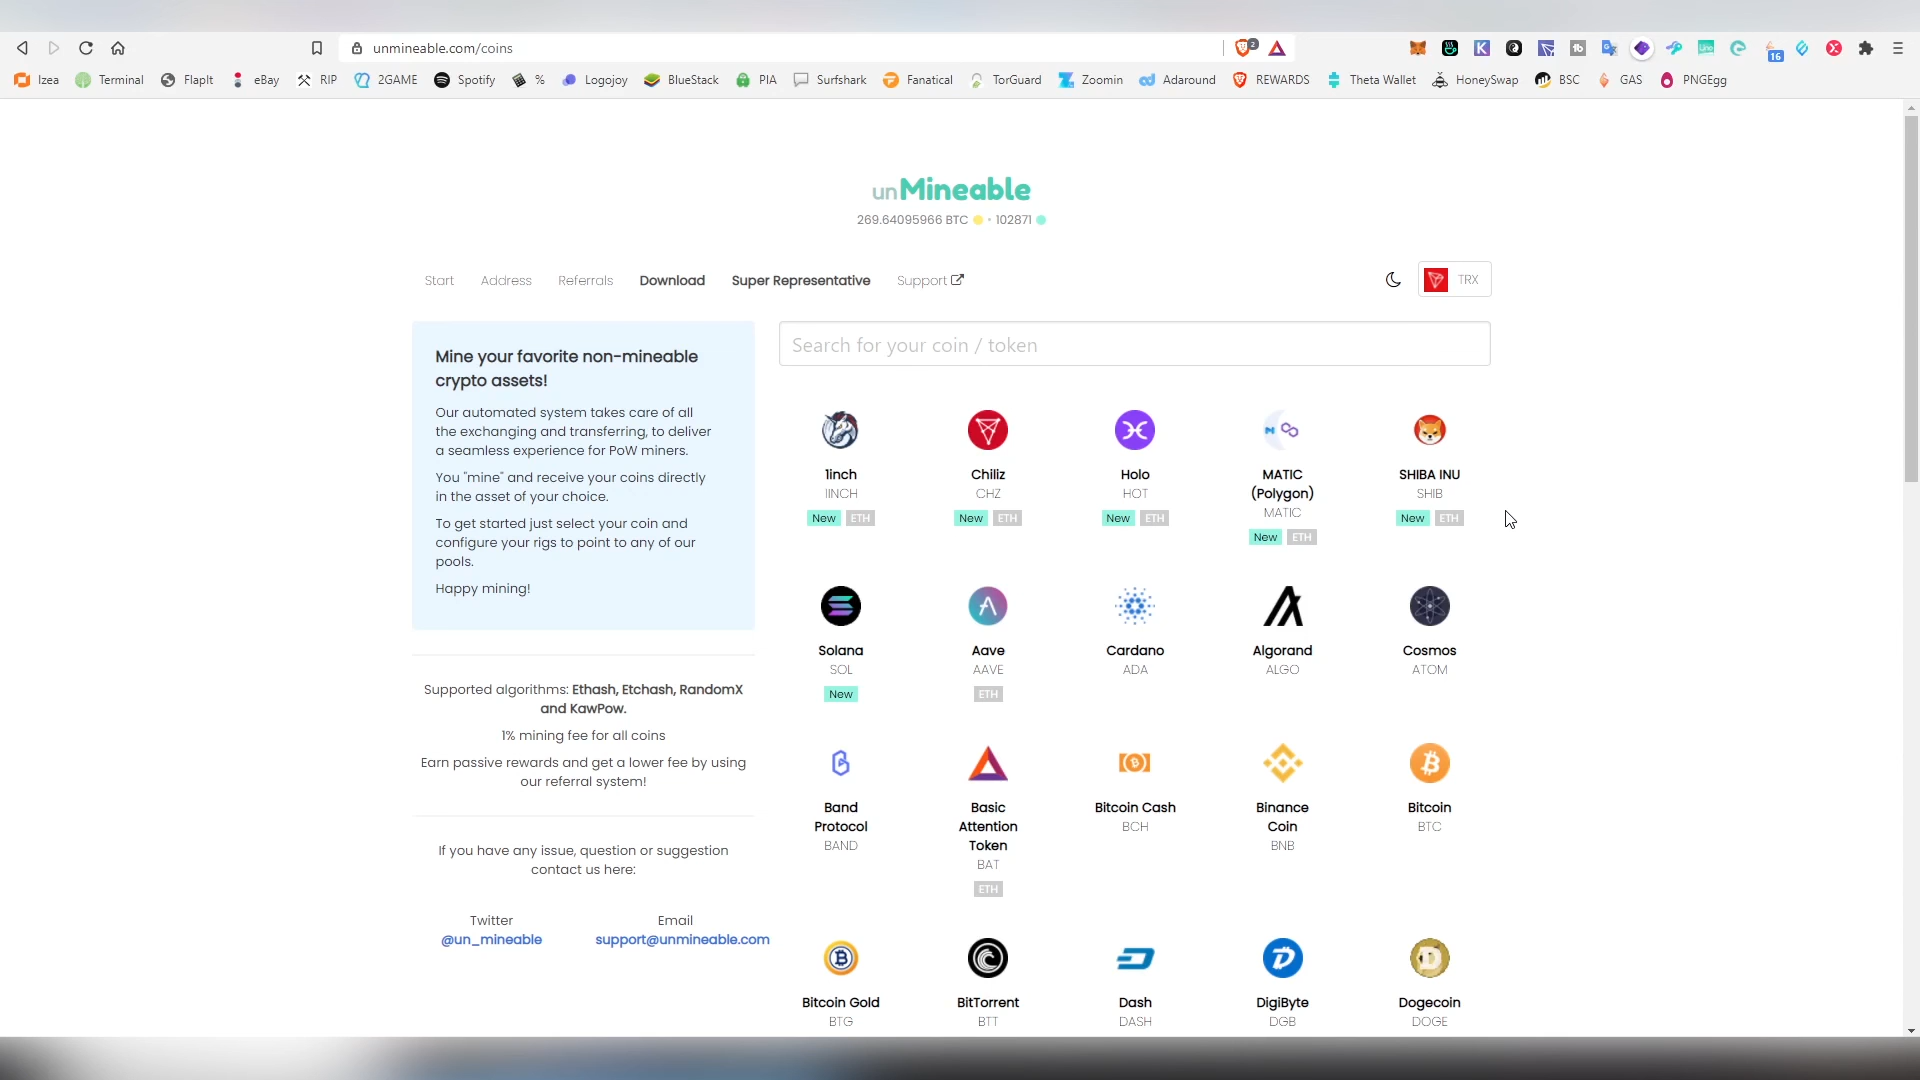 unmineable.com/coins
2
16
Izea
Terminal
FlapIt
eBay
RIP
2GAME
Spotify
%
Logojoy
BlueStack
PIA
Surfshark
Fanatical
TorGuard
Zoomin
Adaround
REWARDS
Theta Wallet
HoneySwap
BSC
GAS
PNGEgg
unMineable
269.64095966 BTC • 102871
Start
Address
Referrals
Download
Super Representative
Support
TRX
Mine your favorite non-mineable
crypto assets!
Our automated system takes care of all
the exchanging and transferring, to deliver
a seamless experience for PoW miners.
You "mine" and receive your coins directly
in the asset of your choice.
To get started just select your coin and
configure your rigs to point to any of our
pools.
Happy mining!
Supported algorithms: Ethash, Etchash, RandomX
and KawPow.
1% mining fee for all coins
Earn passive rewards and get a lower fee by using
our referral system!
If you have any issue, question or suggestion
contact us here:
Twitter
@un_mineable
Email
support@unmineable.com
Search for your coin / token
1inch
1INCH
New ETH
Chiliz
CHZ
New ETH
Holo
HOT
New ETH
MATIC
(Polygon)
MATIC
New ETH
SHIBA INU
SHIB
New ETH
Solana
SOL
New
Aave
AAVE
ETH
Cardano
ADA
Algorand
ALGO
Cosmos
ATOM
Band
Protocol
BAND
Basic
Attention
Token
BAT
ETH
Bitcoin Cash
BCH
Binance
Coin
BNB
Bitcoin
BTC
Bitcoin Gold
BTG
BitTorrent
BTT
Dash
DASH
DigiByte
DGB
Dogecoin
DOGE